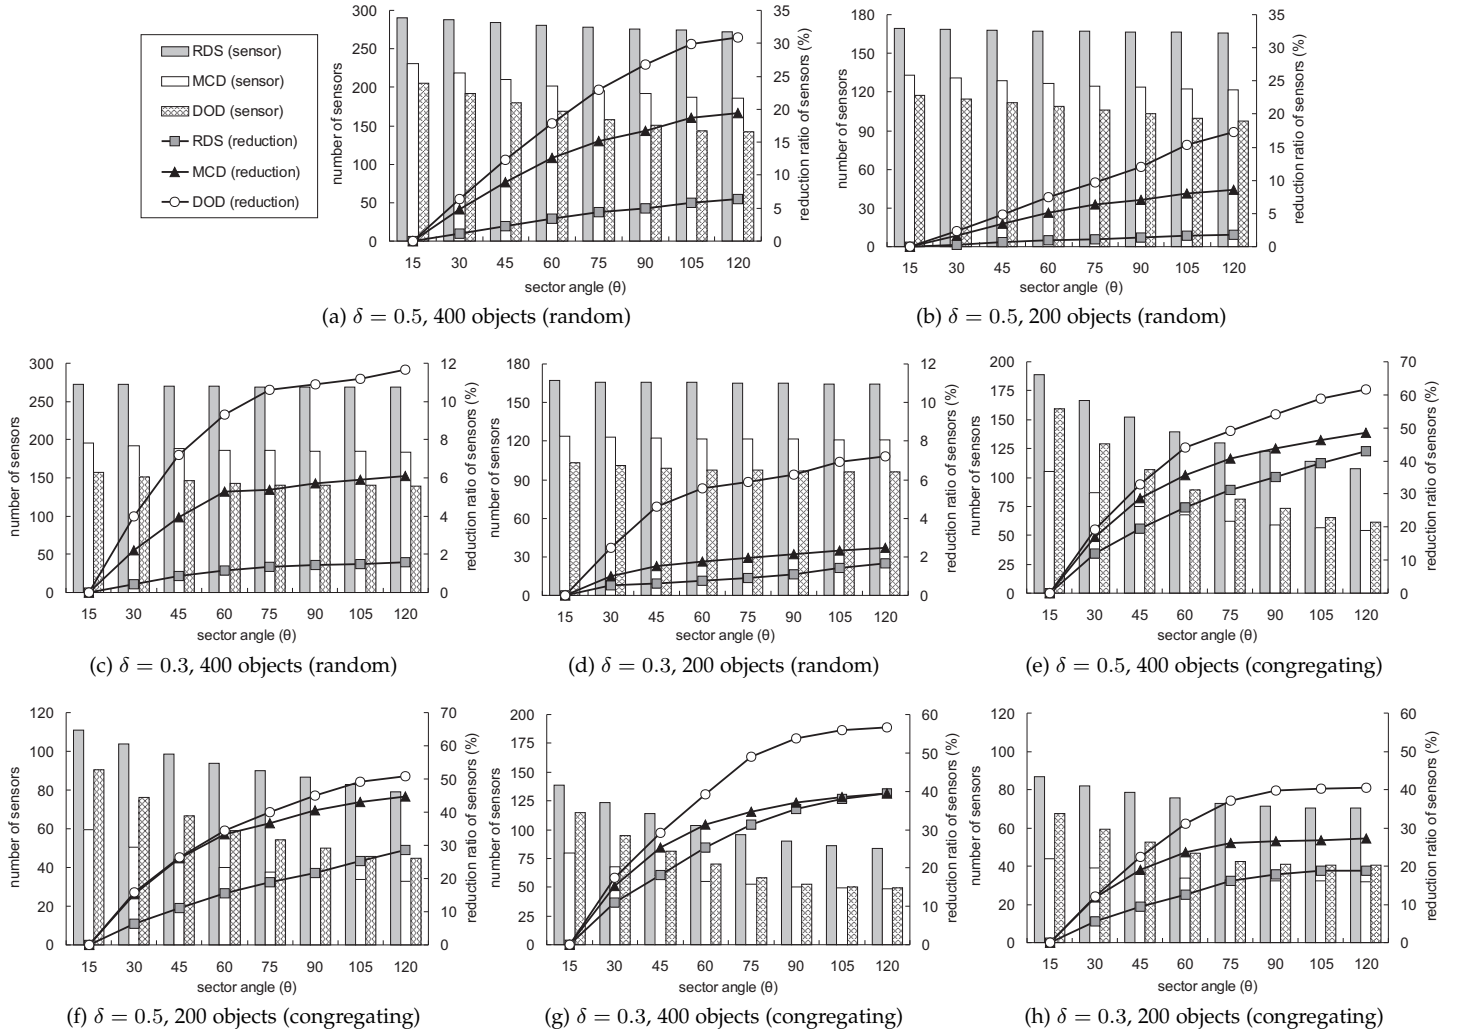 RDS (sensor)
MCD (sensor)
DOD (sensor)
RDS (reduction)
MCD (reduction)
DOD (reduction)
number of sensors
300
250
200
150
100
50
0
35
30
25
20
15
10
5
0
reduction ratio of sensors (%)
15 30 45 60 75 90 105 120
sector angle (θ)
(a) δ = 0.5, 400 objects (random)
number of sensors
180
150
120
90
60
30
0
35
30
25
20
15
10
5
0
reduction ratio of sensors (%)
15 30 45 60 75 90 105 120
sector angle (θ)
(b) δ = 0.5, 200 objects (random)
number of sensors
300
250
200
150
100
50
0
12
10
8
6
4
2
0
reduction ratio of sensors (%)
15 30 45 60 75 90 105 120
sector angle (θ)
(c) δ = 0.3, 400 objects (random)
number of sensors
180
150
120
90
60
30
0
12
10
8
6
4
2
0
reduction ratio of sensors (%)
15 30 45 60 75 90 105 120
sector angle (θ)
(d) δ = 0.3, 200 objects (random)
number of sensors
200
175
150
125
100
75
50
25
0
70
60
50
40
30
20
10
0
reduction ratio of sensors (%)
15 30 45 60 75 90 105 120
sector angle (θ)
(e) δ = 0.5, 400 objects (congregating)
number of sensors
120
100
80
60
40
20
0
70
60
50
40
30
20
10
0
reduction ratio of sensors (%)
15 30 45 60 75 90 105 120
sector angle (θ)
(f) δ = 0.5, 200 objects (congregating)
number of sensors
200
175
150
125
100
75
50
25
0
60
50
40
30
20
10
0
reduction ratio of sensors (%)
15 30 45 60 75 90 105 120
sector angle (θ)
(g) δ = 0.3, 400 objects (congregating)
number of sensors
120
100
80
60
40
20
0
60
50
40
30
20
10
0
reduction ratio of sensors (%)
15 30 45 60 75 90 105 120
sector angle (θ)
(h) δ = 0.3, 200 objects (congregating)